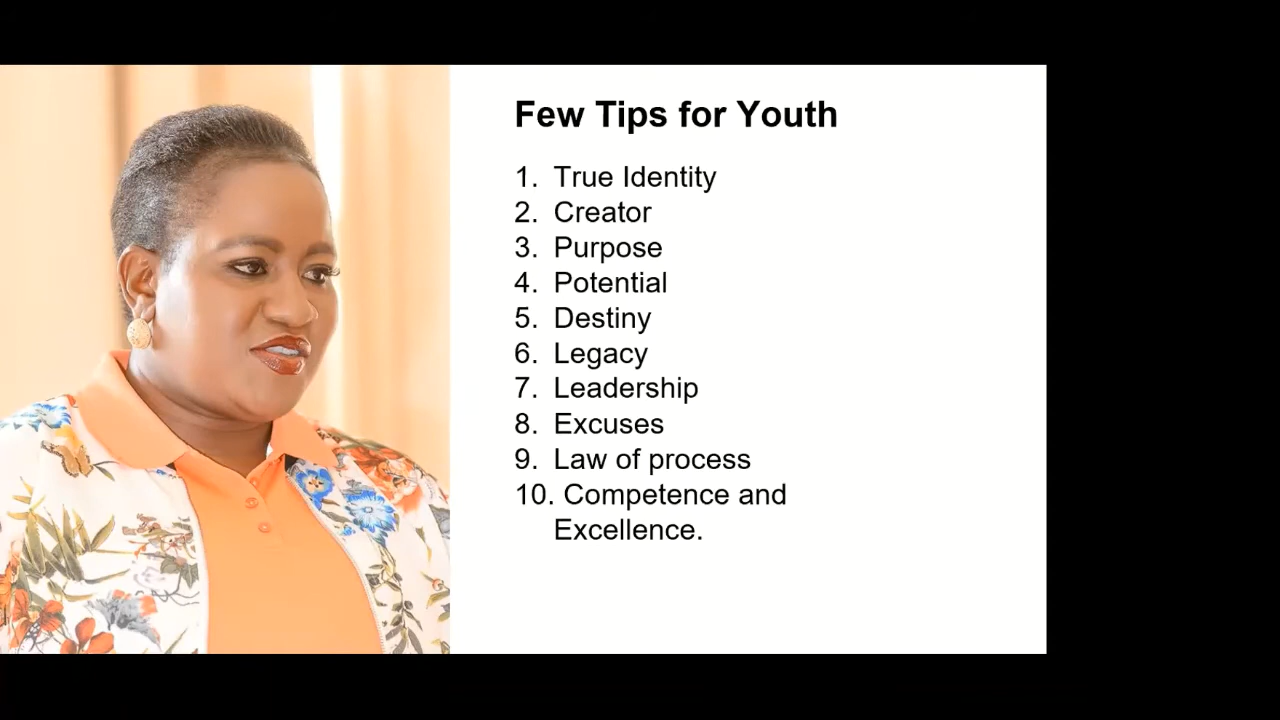 Few Tips for Youth
1. True Identity
2. Creator
3. Purpose
4. Potential
5. Destiny
6. Legacy
7. Leadership
8. Excuses
9. Law of process
10. Competence and
Excellence.